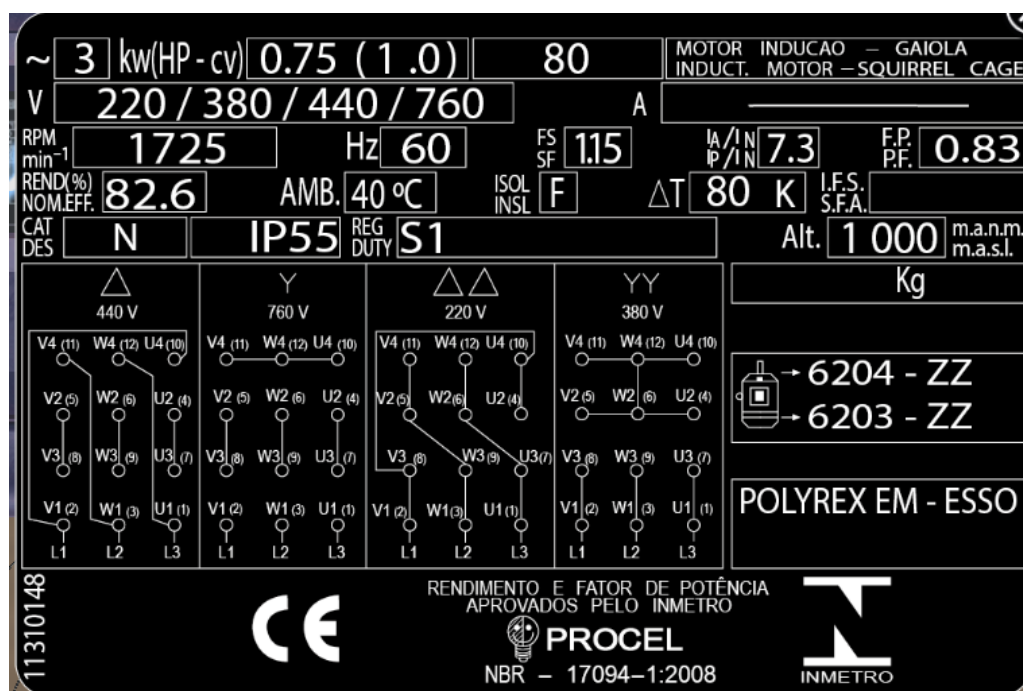 ~ 3 kw(HP - cv) 0.75 (1.0) 80 MOTOR INDUCAO – GAIOLA
INDUCT. MOTOR – SQUIRREL CAGE
V 220 / 380 / 440 / 760 A
RPM
min⁻¹ 1725 Hz 60 FS
SF 1.15 IA / IN
IP / IN 7.3 F.P.
P.F. 0.83
REND(%)
NOM.EFF. 82.6 AMB. 40 ºC ISOL
INSL F △T 80 K I.F.S.
S.F.A.
CAT
DES N IP55 REG
DUTY S1 Alt. 1 000 m.a.n.m.
m.a.s.l.
△
440 V
V4 (11) W4 (12) U4 (10)
V2 (5) W2 (6) U2 (4)
V3 (8) W3 (9) U3 (7)
V1 (2) W1 (3) U1 (1)
L1 L2 L3
Y
760 V
V4 (11) W4 (12) U4 (10)
V2 (5) W2 (6) U2 (4)
V3 (8) W3 (9) U3 (7)
V1 (2) W1 (3) U1 (1)
L1 L2 L3
△△
220 V
V4 (11) W4 (12) U4 (10)
V2 (5) W2 (6) U2 (4)
V3 (8) W3 (9) U3 (7)
V1 (2) W1 (3) U1 (1)
L1 L2 L3
YY
380 V
V4 (11) W4 (12) U4 (10)
V2 (5) W2 (6) U2 (4)
V3 (8) W3 (9) U3 (7)
V1 (2) W1 (3) U1 (1)
L1 L2 L3
Kg
6204 - ZZ
6203 - ZZ
POLYREX EM - ESSO
11310148
CE
RENDIMENTO E FATOR DE POTÊNCIA
APROVADOS PELO INMETRO
PROCEL
NBR – 17094–1:2008
INMETRO